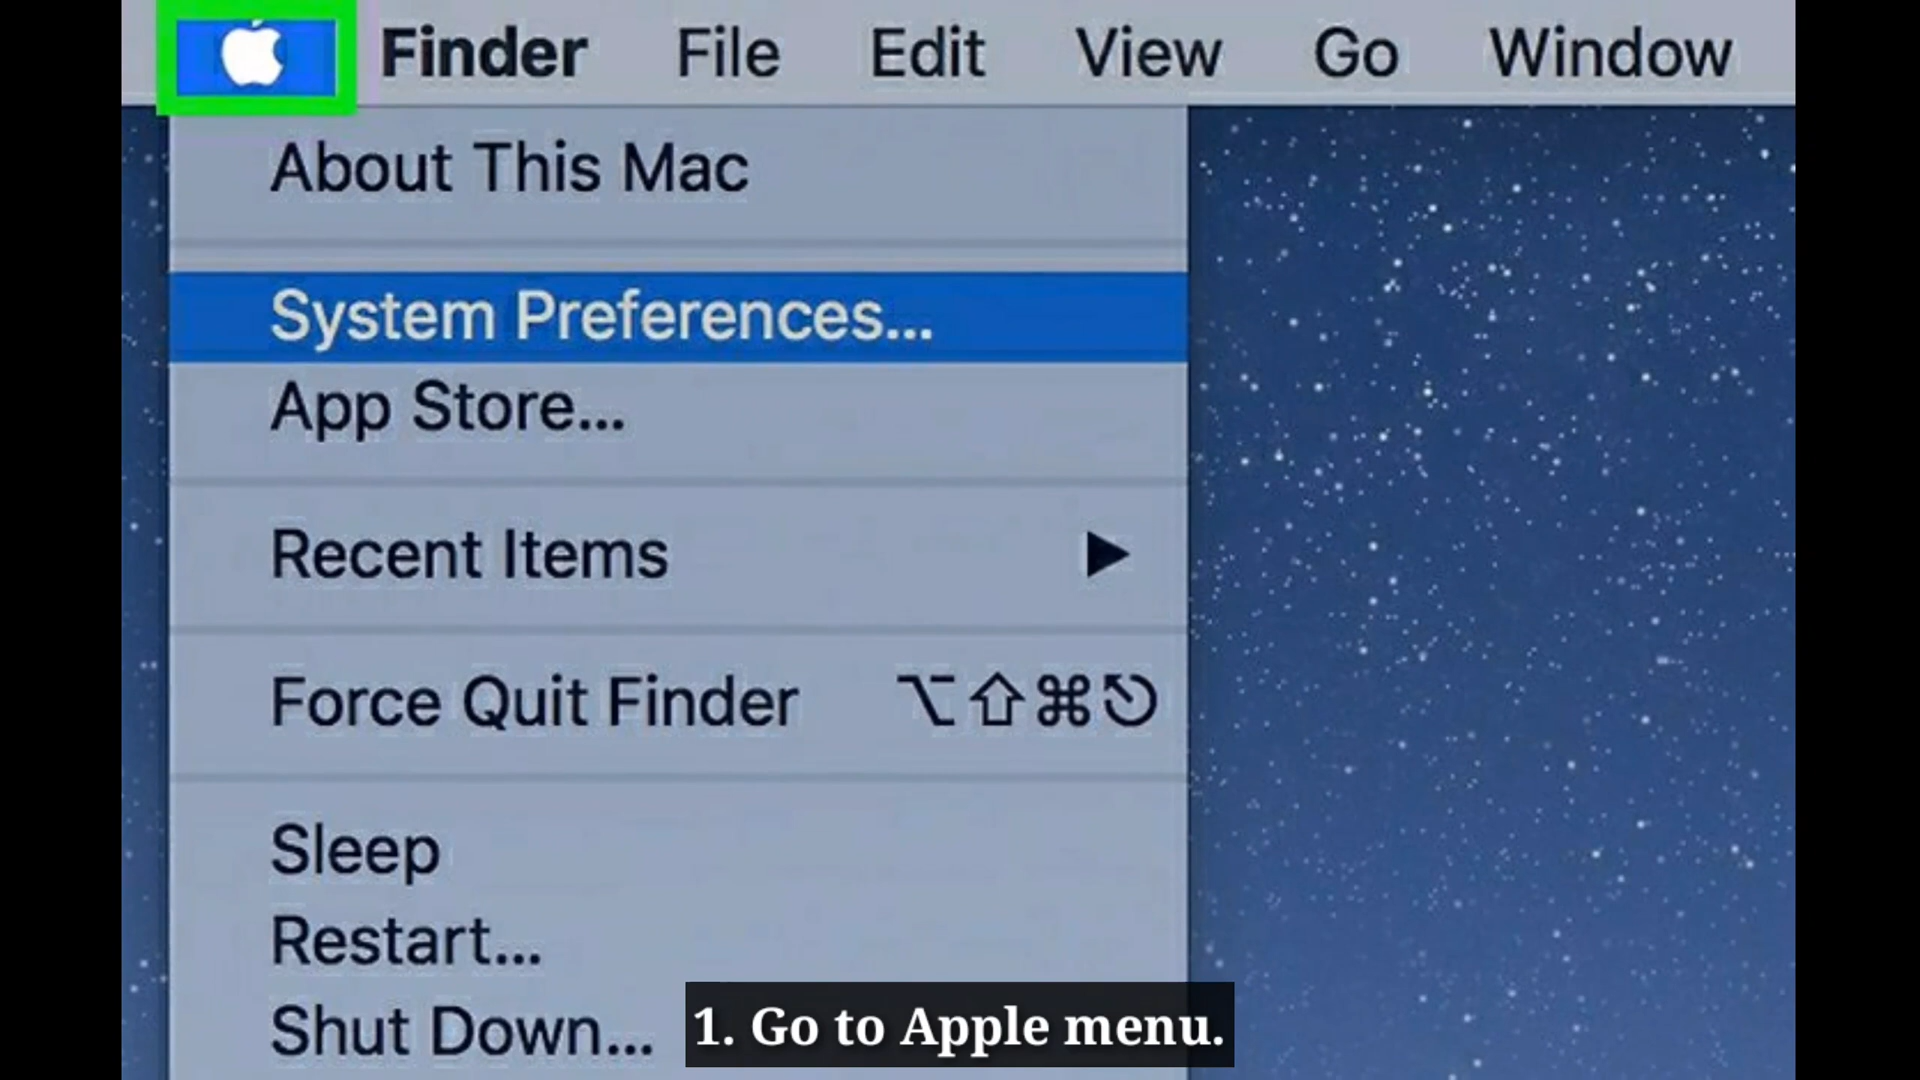 Finder File Edit View Go Window
About This Mac
System Preferences...
App Store...
Recent Items ▶
Force Quit Finder ⌥⇧⌘⎋
Sleep
Restart...
Shut Down...
1. Go to Apple menu.